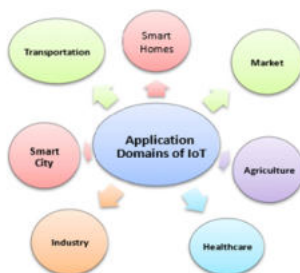 Smart
Homes
Transportation
Market
Application
Domains of IoT
Smart
City
Agriculture
Industry
Healthcare